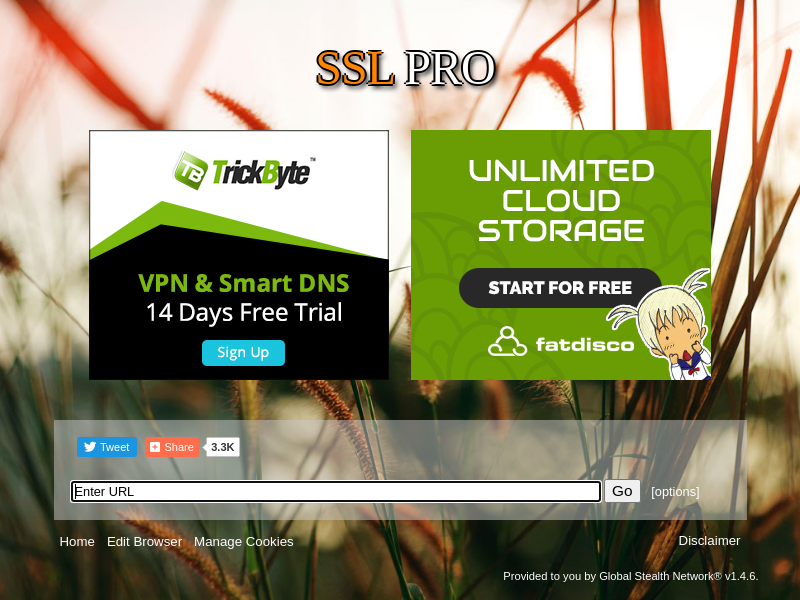 SSL PRO
TB TrickByte™
VPN & Smart DNS
14 Days Free Trial
Sign Up
UNLIMITED
CLOUD
STORAGE
START FOR FREE
fatdisco
Tweet Share 3.3K
Enter URL Go [options]
Home Edit Browser Manage Cookies Disclaimer
Provided to you by Global Stealth Network® v1.4.6.